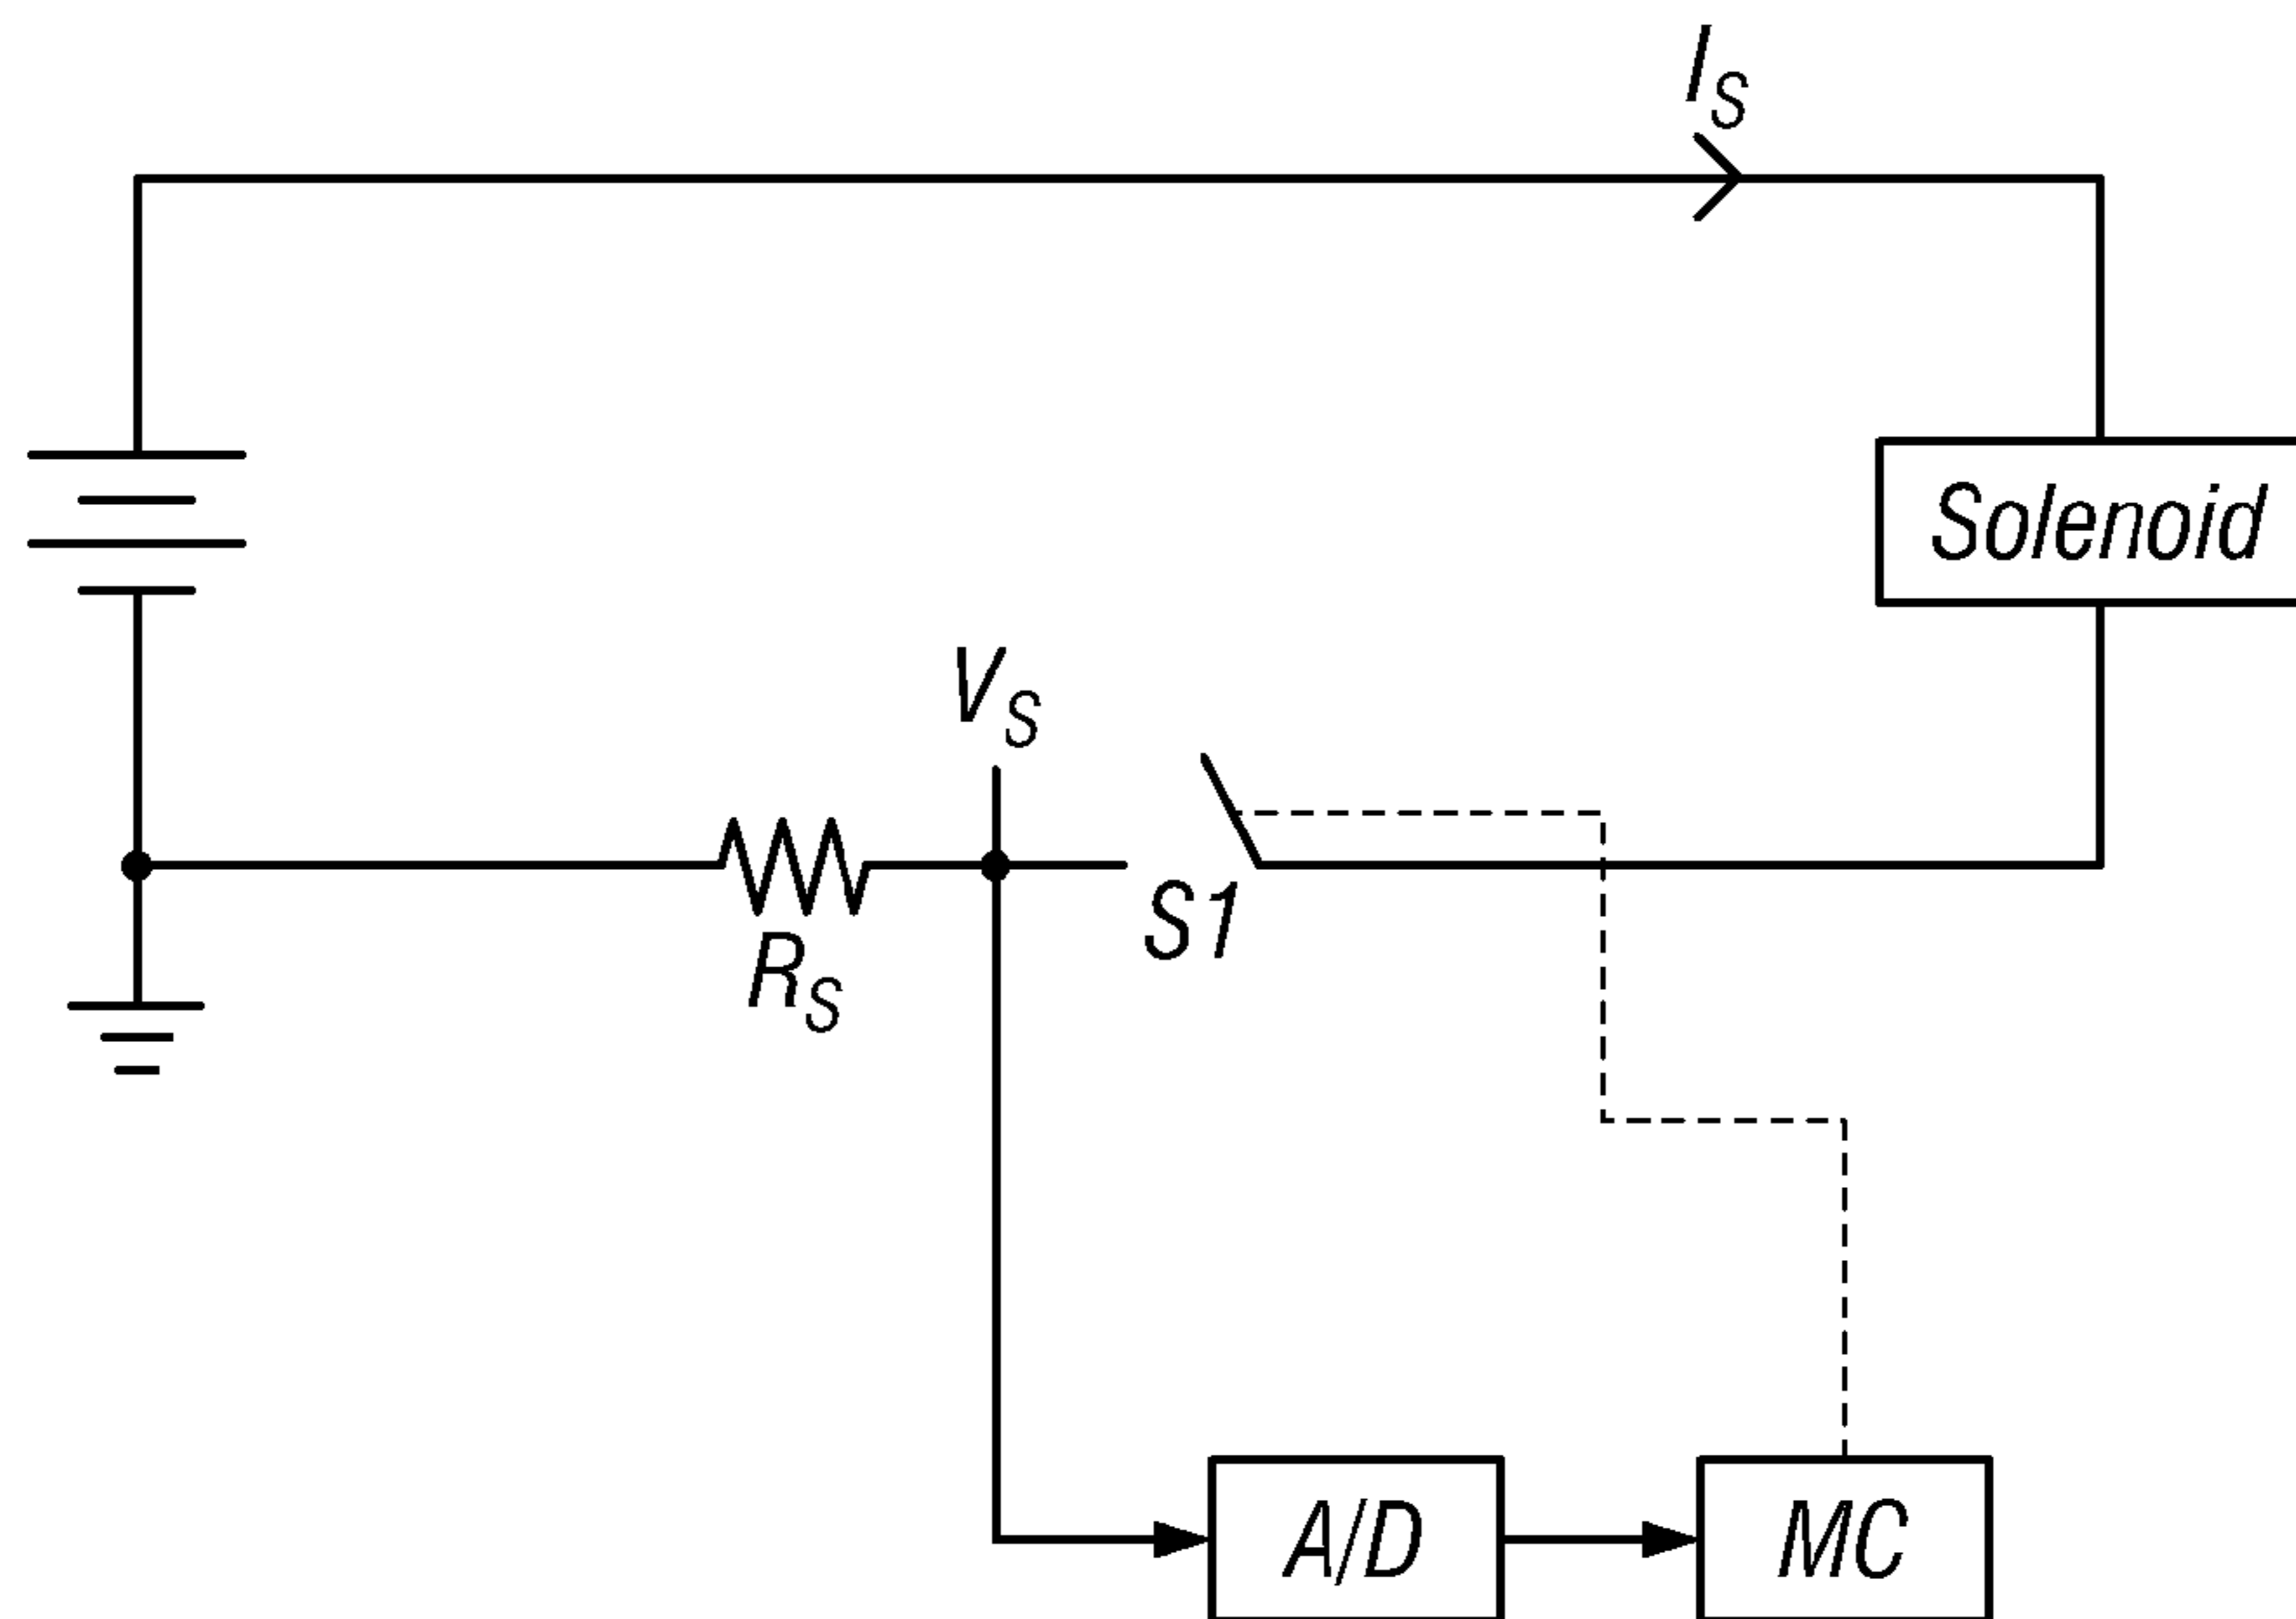 I_S
Solenoid
V_S
S1
R_S
A/D
MC